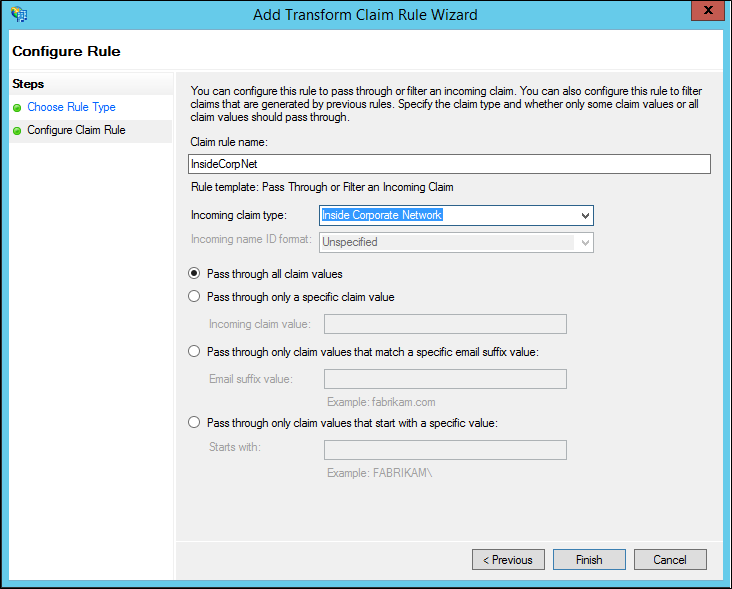 Add Transform Claim Rule Wizard
X
Configure Rule
Steps
Choose Rule Type
Configure Claim Rule
You can configure this rule to pass through or filter an incoming claim. You can also configure this rule to filter
claims that are generated by previous rules. Specify the claim type and whether only some claim values or all
claim values should pass through.
Claim rule name:
InsideCorpNet
Rule template: Pass Through or Filter an Incoming Claim
Incoming claim type: Inside Corporate Network
Incoming name ID format: Unspecified
Pass through all claim values
Pass through only a specific claim value
Incoming claim value:
Pass through only claim values that match a specific email suffix value:
Email suffix value:
Example: fabrikam.com
Pass through only claim values that start with a specific value:
Starts with:
Example: FABRIKAM\
< Previous Finish Cancel